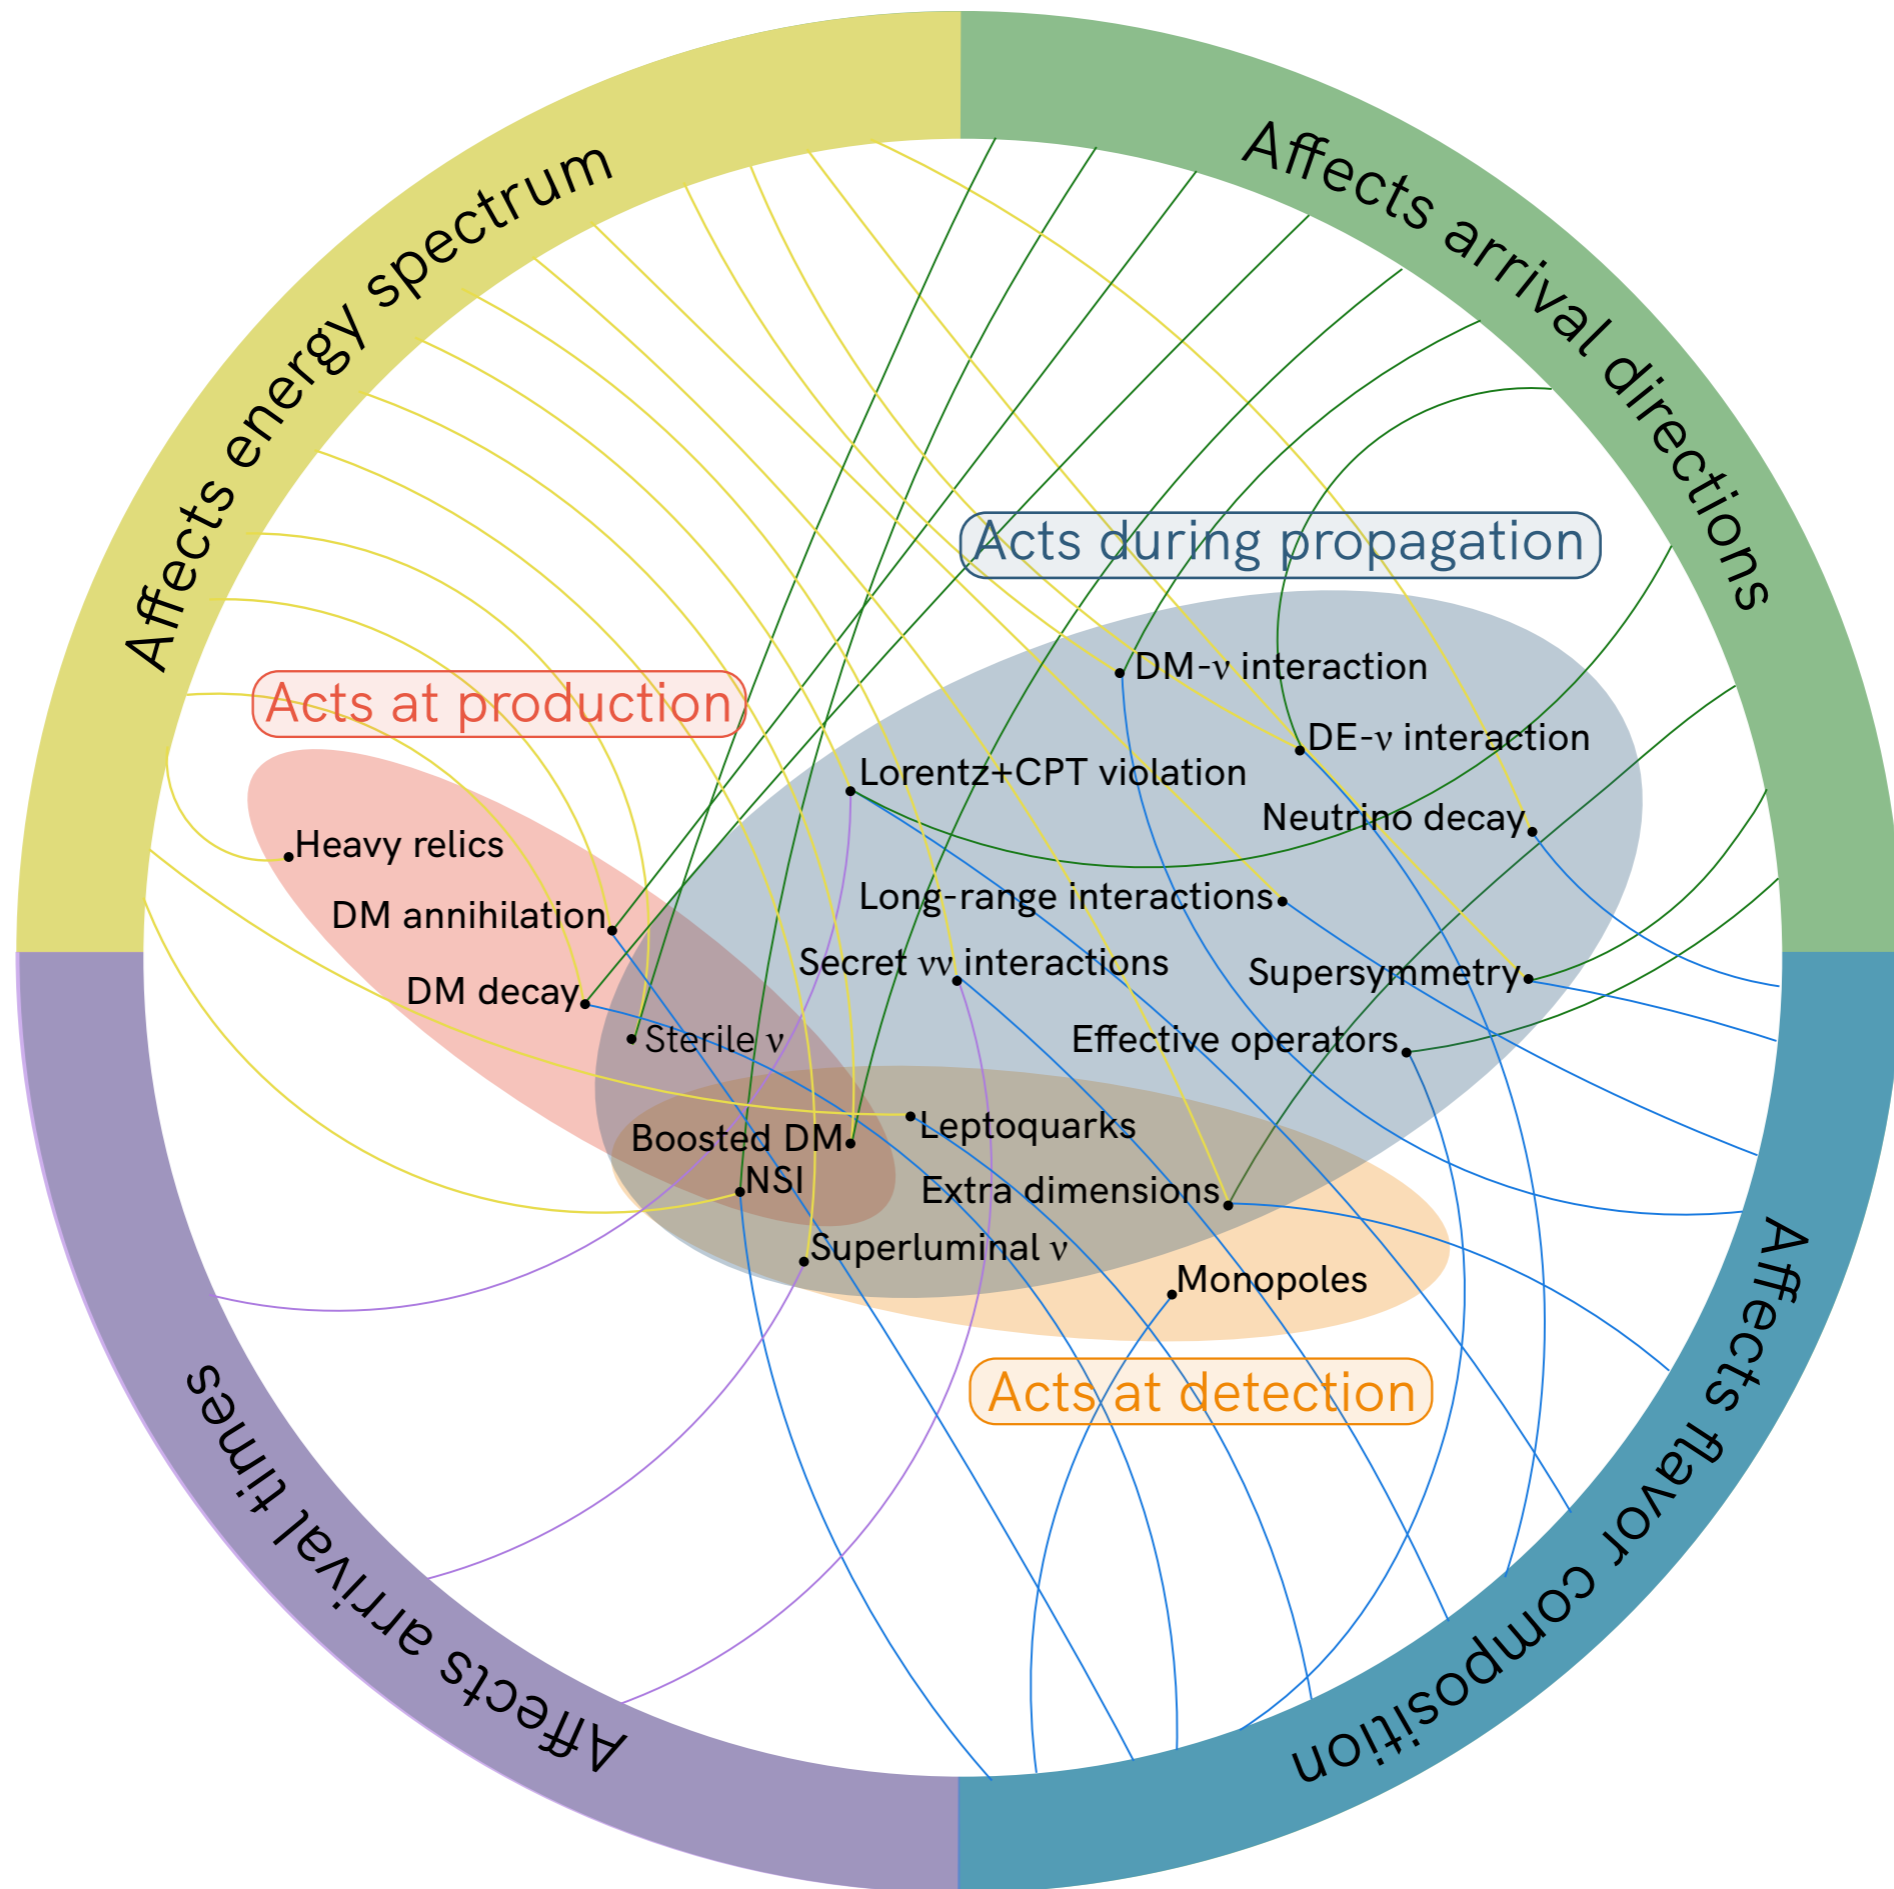 Affects energy spectrum
Affects arrival directions
Acts during propagation
DM-ν interaction
Acts at production
DE-ν interaction
Lorentz+CPT violation
Neutrino decay
Heavy relics
Long-range interactions
DM annihilation
Secret νν interactions
Supersymmetry
DM decay
Sterile ν
Effective operators
Leptoquarks
Boosted DM
NSI
Extra dimensions
Superluminal ν
Monopoles
Acts at detection
Affects arrival times
Affects flavor composition